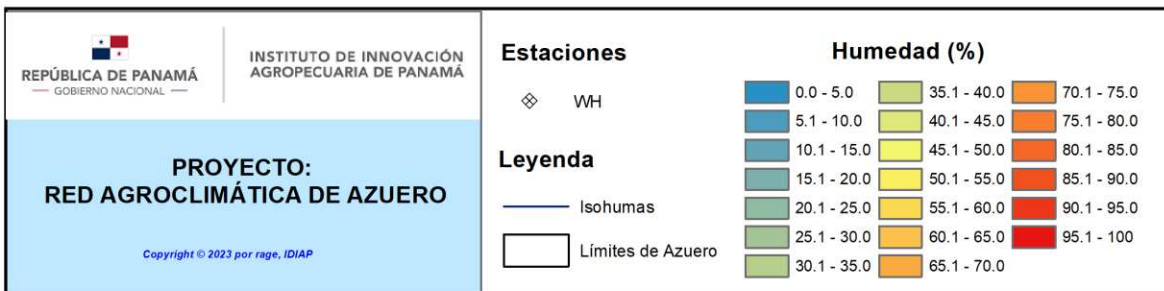 REPÚBLICA DE PANAMÁ
GOBIERNO NACIONAL
INSTITUTO DE INNOVACIÓN
AGROPECUARIA DE PANAMÁ
PROYECTO:
RED AGROCLIMÁTICA DE AZUERO
Copyright © 2023 por rage, IDIAP
Estaciones
WH
Leyenda
Isohumas
Límites de Azuero
Humedad (%)
0.0 - 5.0
5.1 - 10.0
10.1 - 15.0
15.1 - 20.0
20.1 - 25.0
25.1 - 30.0
30.1 - 35.0
35.1 - 40.0
40.1 - 45.0
45.1 - 50.0
50.1 - 55.0
55.1 - 60.0
60.1 - 65.0
65.1 - 70.0
70.1 - 75.0
75.1 - 80.0
80.1 - 85.0
85.1 - 90.0
90.1 - 95.0
95.1 - 100